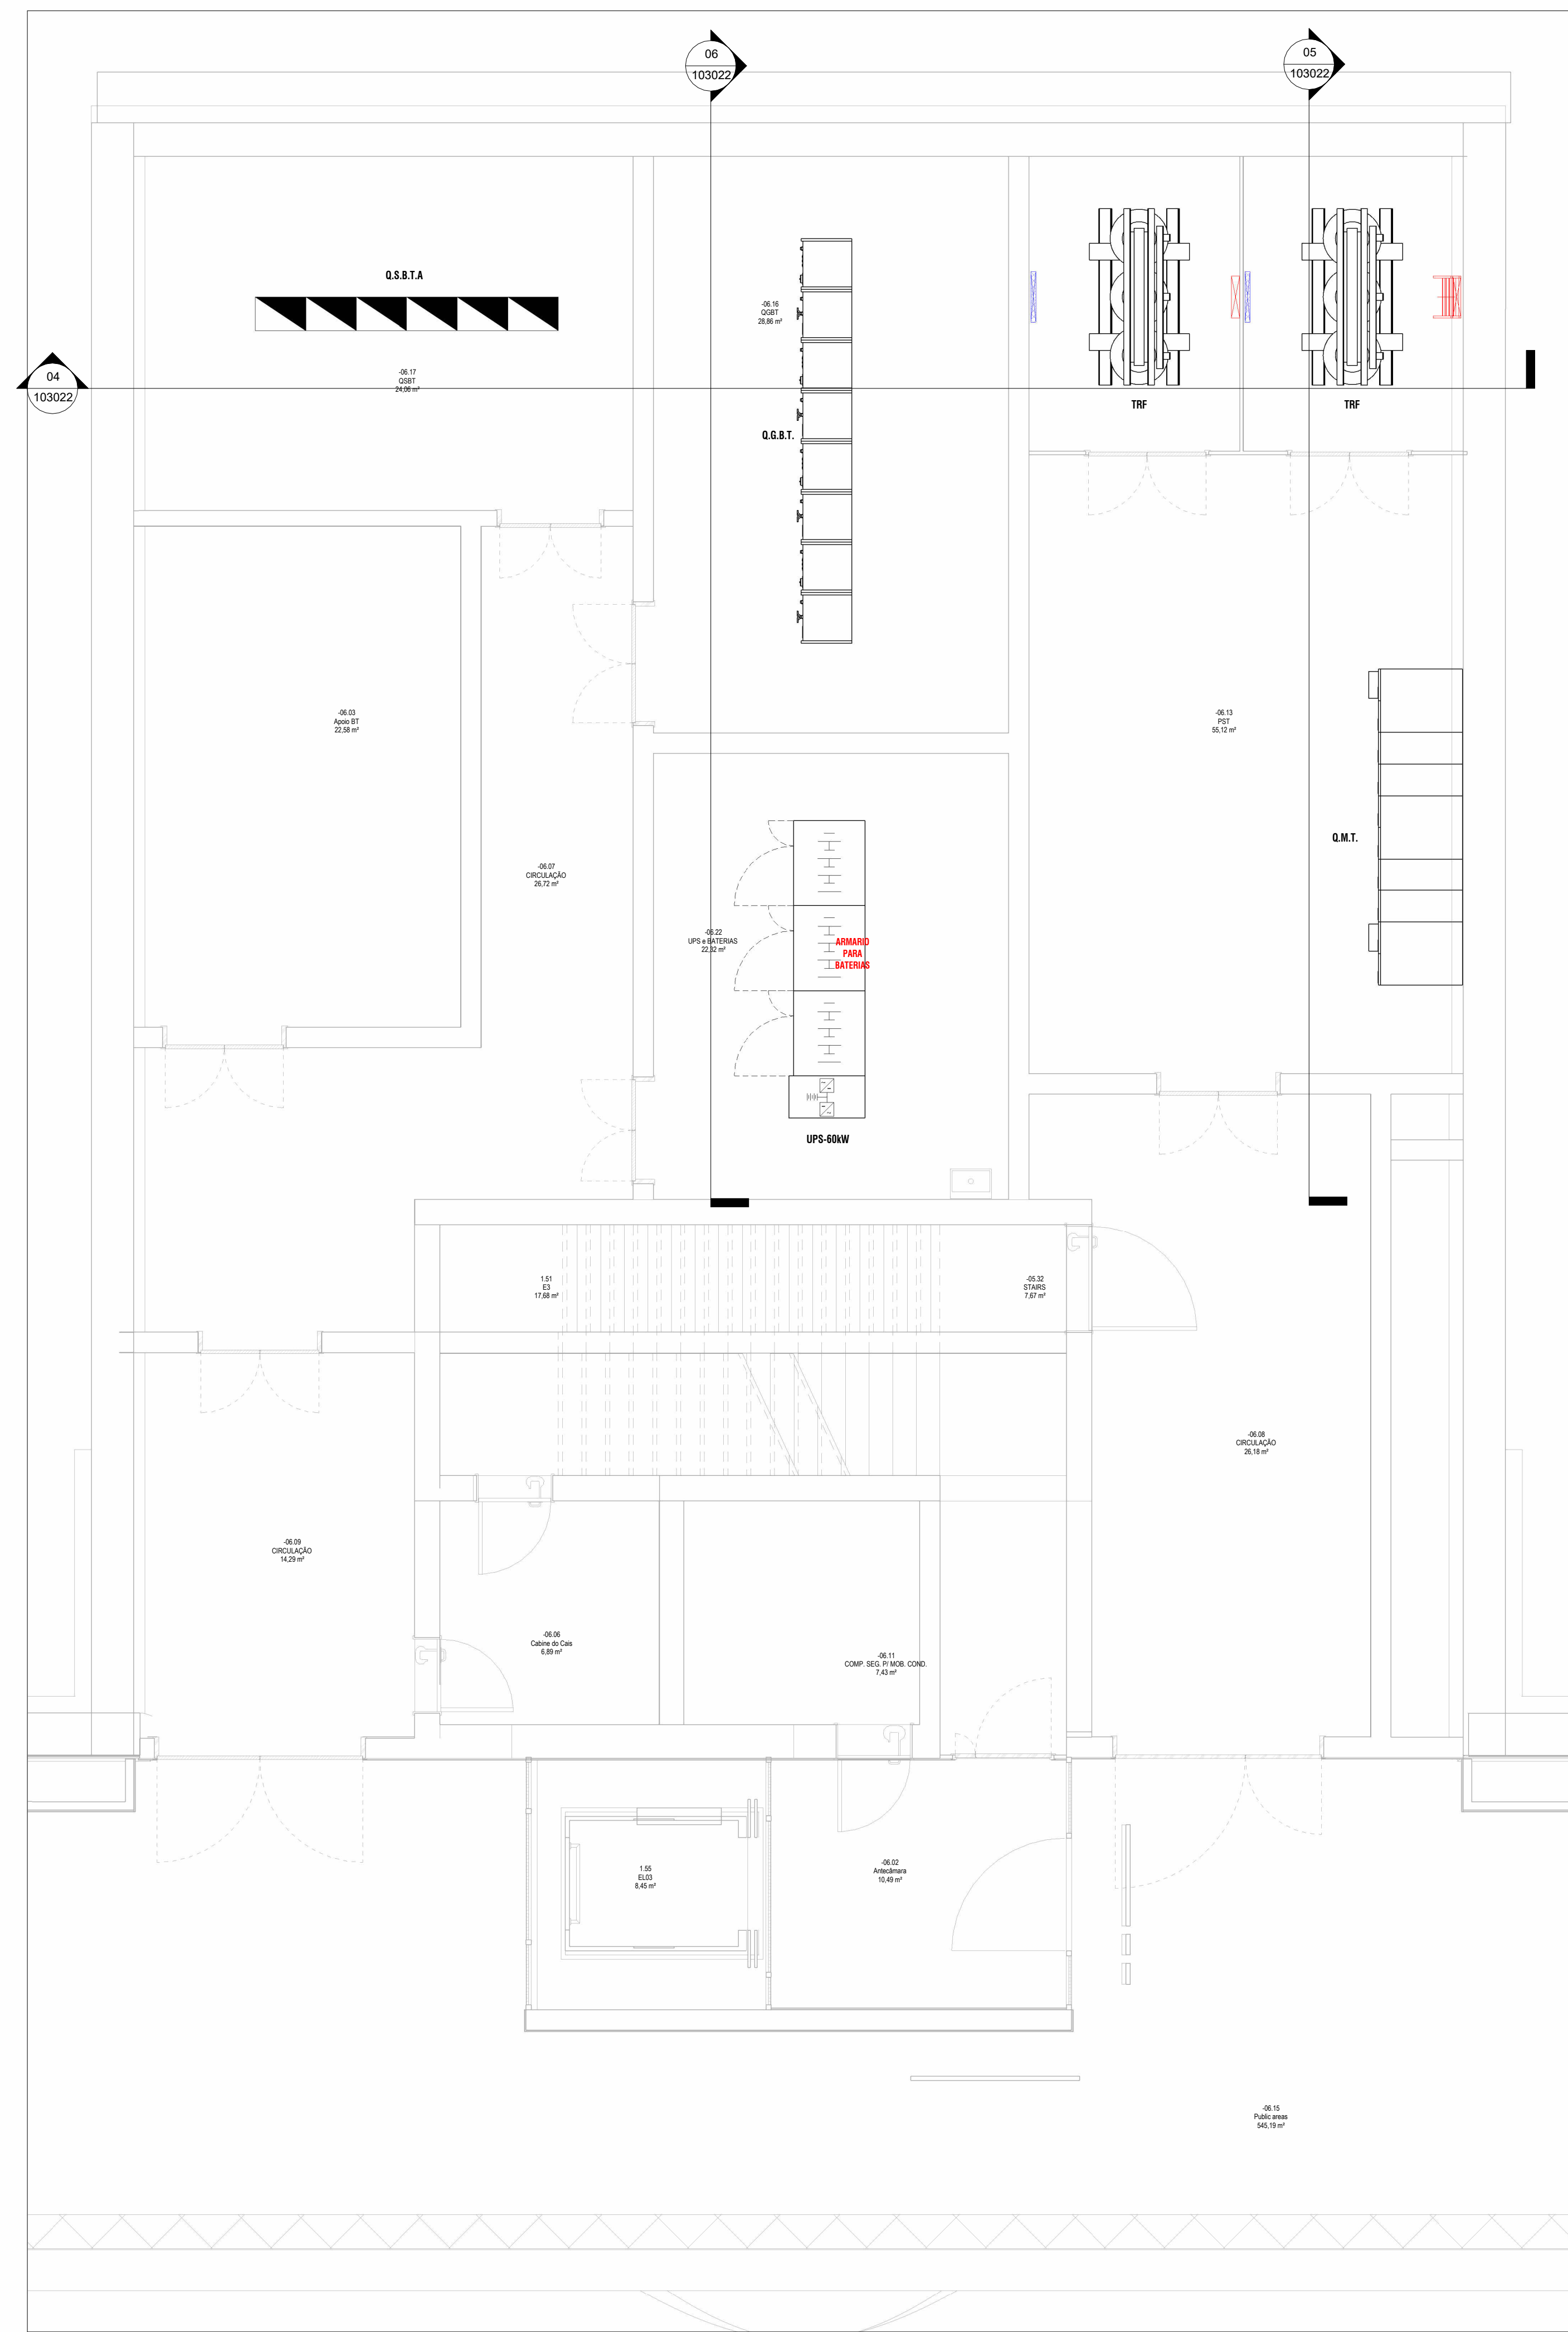 06
103022
05
103022
Q.S.B.T.A
-06.16
QGBT
28,86 m²
-06.17
QSBT
24,06 m²
04
103022
TRF
TRF
Q.G.B.T.
-06.03
Apoio BT
22,58 m²
-06.13
PST
55,12 m²
Q.M.T.
-06.07
CIRCULAÇÃO
26,72 m²
-06.22
UPS e BATERIAS
22,32 m²
ARMARIO
PARA
BATERIAS
UPS-60kW
1.51
E3
17,68 m²
-05.32
STAIRS
7,67 m²
-06.08
CIRCULAÇÃO
26,18 m²
-06.09
CIRCULAÇÃO
14,29 m²
-06.06
Cabine do Cais
6,89 m²
-06.11
COMP. SEG. P/ MOB. COND.
7,43 m²
1.55
EL03
8,45 m²
-06.02
Antecâmara
10,49 m²
-06.15
Public areas
545,19 m²